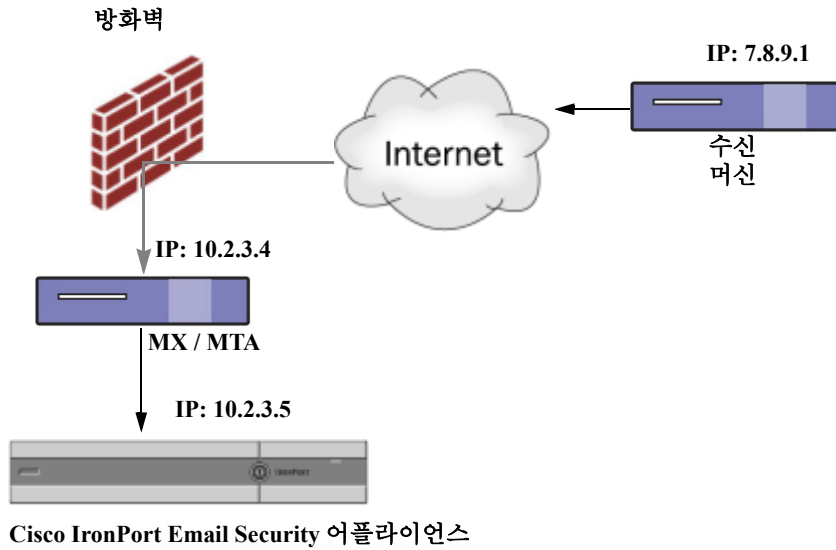 방화벽
IP: 7.8.9.1
Internet
수신
머신
IP: 10.2.3.4
MX / MTA
IP: 10.2.3.5
IRONPORT
Cisco IronPort Email Security 어플라이언스